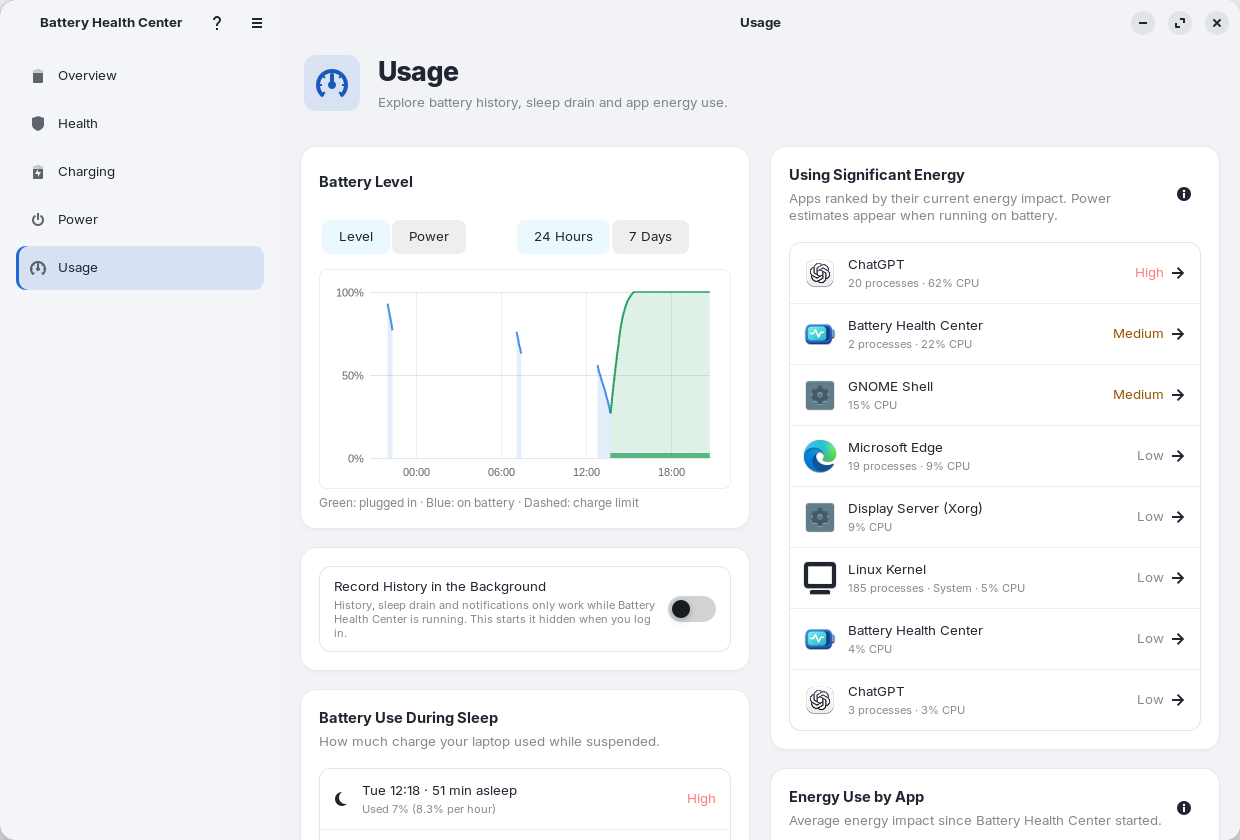 Battery Health Center
?
Usage
Overview
Health
Charging
Power
Usage
Usage
Explore battery history, sleep drain and app energy use.
Battery Level
Level
Power
24 Hours
7 Days
100%
50%
0%
00:00
06:00
12:00
18:00
Green: plugged in · Blue: on battery · Dashed: charge limit
Record History in the Background
History, sleep drain and notifications only work while Battery
Health Center is running. This starts it hidden when you log
in.
Battery Use During Sleep
How much charge your laptop used while suspended.
Tue 12:18 · 51 min asleep
Used 7% (8.3% per hour)
High
Using Significant Energy
Apps ranked by their current energy impact. Power
estimates appear when running on battery.
ChatGPT
20 processes · 62% CPU
High
Battery Health Center
2 processes · 22% CPU
Medium
GNOME Shell
15% CPU
Medium
Microsoft Edge
19 processes · 9% CPU
Low
Display Server (Xorg)
9% CPU
Low
Linux Kernel
185 processes · System · 5% CPU
Low
Battery Health Center
4% CPU
Low
ChatGPT
3 processes · 3% CPU
Low
Energy Use by App
Average energy impact since Battery Health Center started.